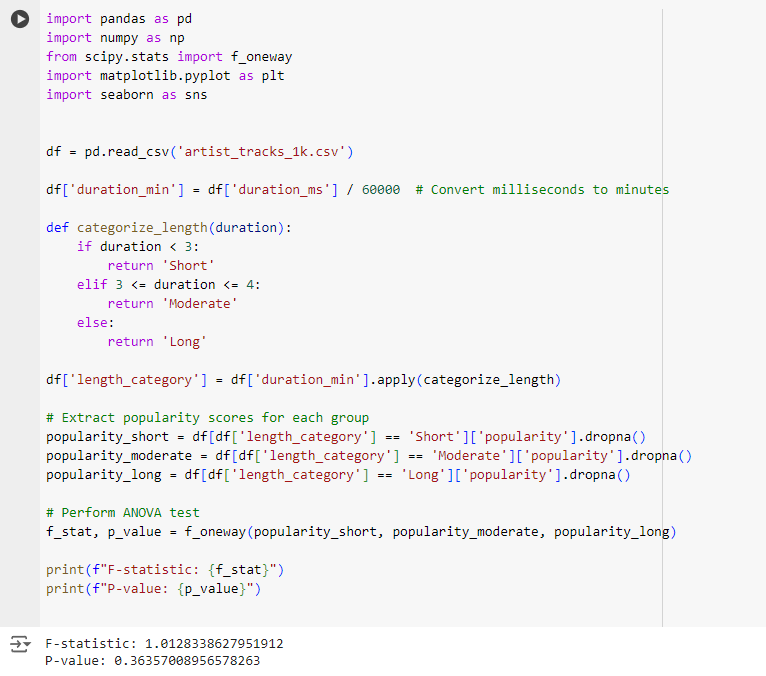 import pandas as pd
import numpy as np
from scipy.stats import f_oneway
import matplotlib.pyplot as plt
import seaborn as sns
df = pd.read_csv('artist_tracks_1k.csv')
df['duration_min'] = df['duration_ms'] / 60000  # Convert milliseconds to minutes
def categorize_length(duration):
    if duration < 3:
        return 'Short'
    elif 3 <= duration <= 4:
        return 'Moderate'
    else:
        return 'Long'
df['length_category'] = df['duration_min'].apply(categorize_length)
# Extract popularity scores for each group
popularity_short = df[df['length_category'] == 'Short']['popularity'].dropna()
popularity_moderate = df[df['length_category'] == 'Moderate']['popularity'].dropna()
popularity_long = df[df['length_category'] == 'Long']['popularity'].dropna()
# Perform ANOVA test
f_stat, p_value = f_oneway(popularity_short, popularity_moderate, popularity_long)
print(f"F-statistic: {f_stat}")
print(f"P-value: {p_value}")
F-statistic: 1.0128338627951912
P-value: 0.36357008956578263